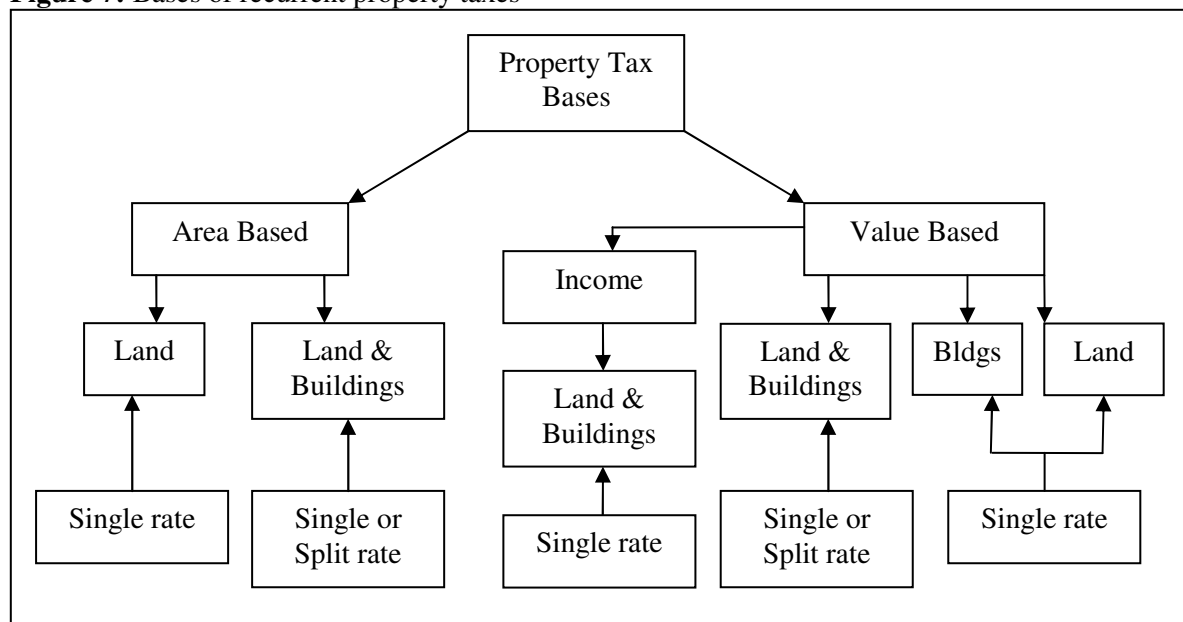 Figure 7: Bases of recurrent property taxes
Property Tax
Bases
Area Based
Value Based
Income
Land
Land &
Buildings
Land &
Buildings
Land &
Buildings
Bldgs
Land
Single rate
Single or
Split rate
Single rate
Single or
Split rate
Single rate